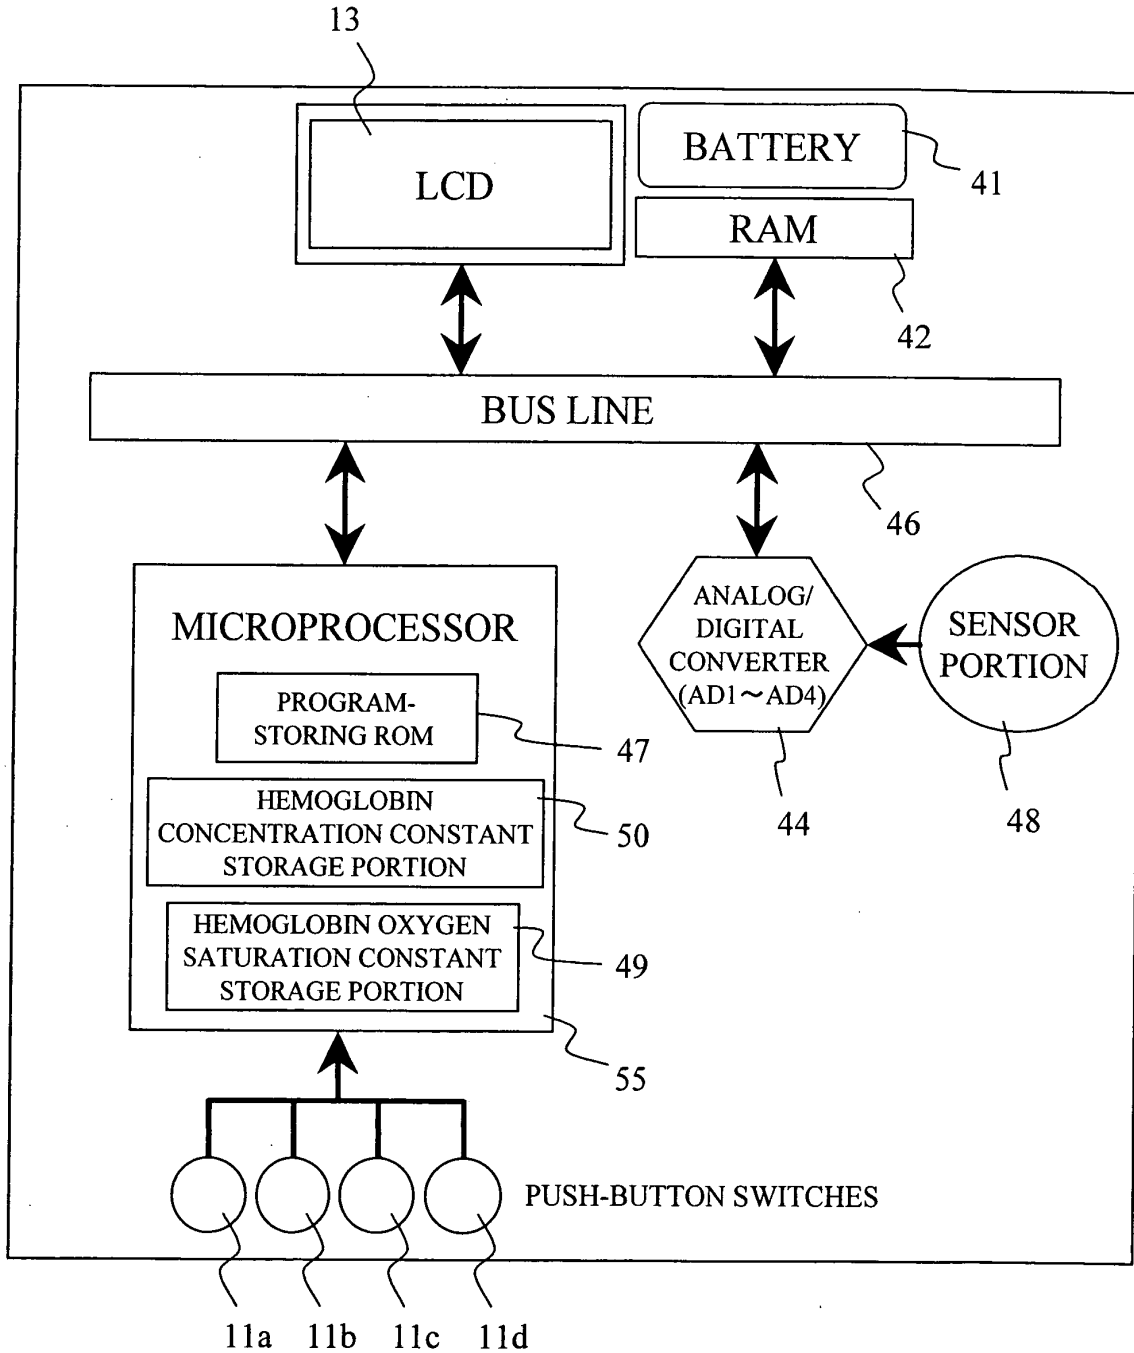 13
LCD
BATTERY
41
RAM
42
BUS LINE
46
MICROPROCESSOR
PROGRAM-
STORING ROM
47
HEMOGLOBIN
CONCENTRATION CONSTANT
STORAGE PORTION
50
HEMOGLOBIN OXYGEN
SATURATION CONSTANT
STORAGE PORTION
49
55
ANALOG/
DIGITAL
CONVERTER
(AD1～AD4)
44
SENSOR
PORTION
48
PUSH-BUTTON SWITCHES
11a 11b 11c 11d